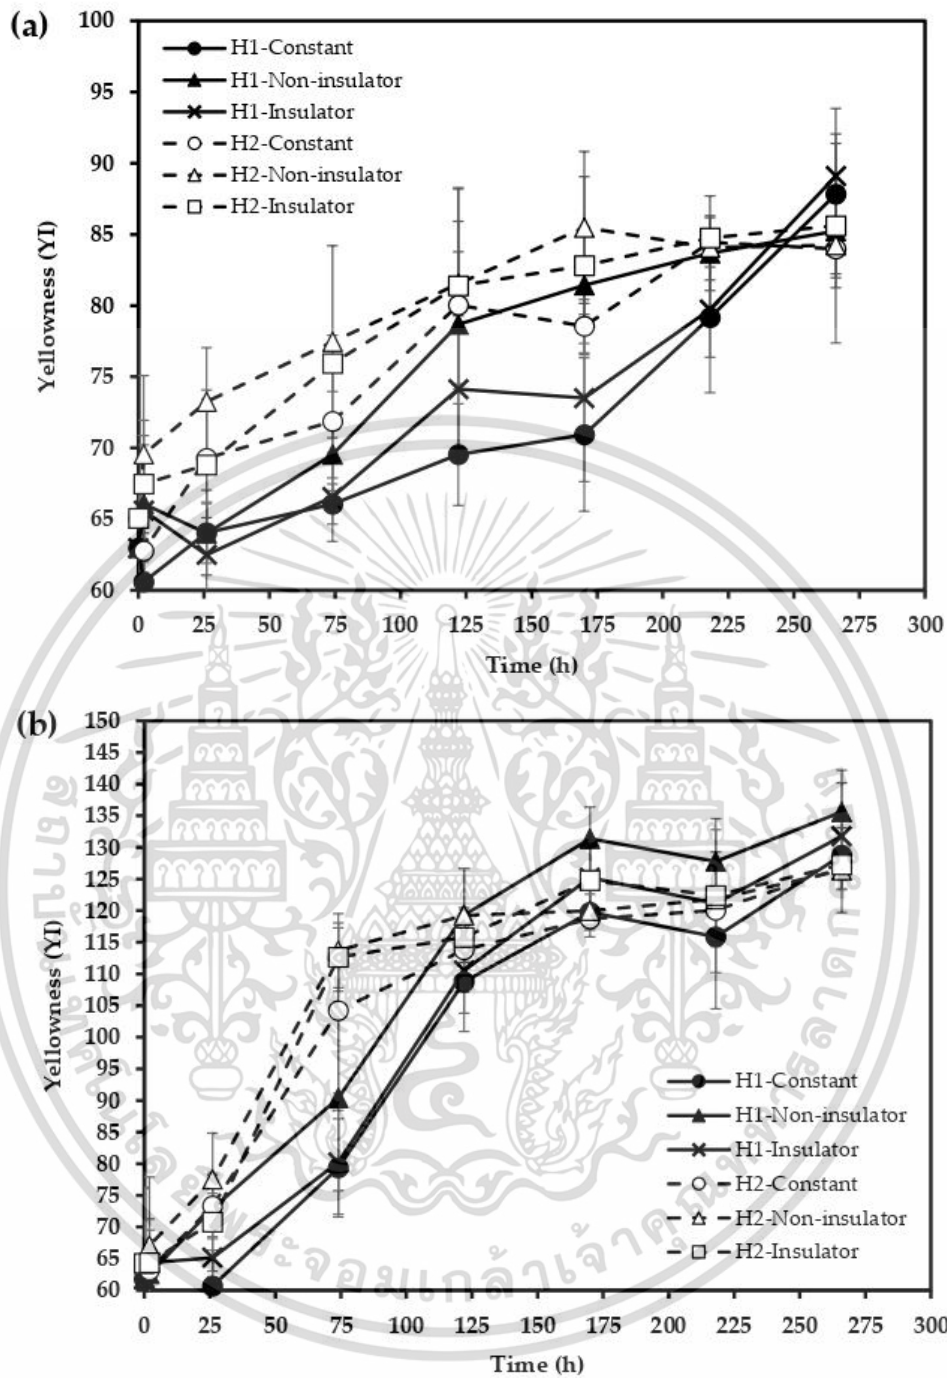 (a)
100
95
90
85
80
75
70
65
60
Yellowness (YI)
H1-Constant
H1-Non-insulator
H1-Insulator
H2-Constant
H2-Non-insulator
H2-Insulator
0 25 50 75 100 125 150 175 200 225 250 275 300
Time (h)
(b)
150
145
140
135
130
125
120
115
110
105
100
95
90
85
80
75
70
65
60
Yellowness (YI)
H1-Constant
H1-Non-insulator
H1-Insulator
H2-Constant
H2-Non-insulator
H2-Insulator
0 25 50 75 100 125 150 175 200 225 250 275 300
Time (h)